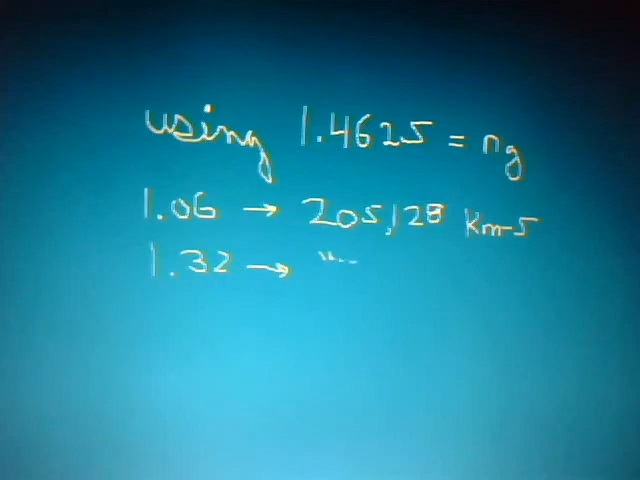 using 1.4625 = ng
1.06 → 205,128 Km-s
1.32 → "--